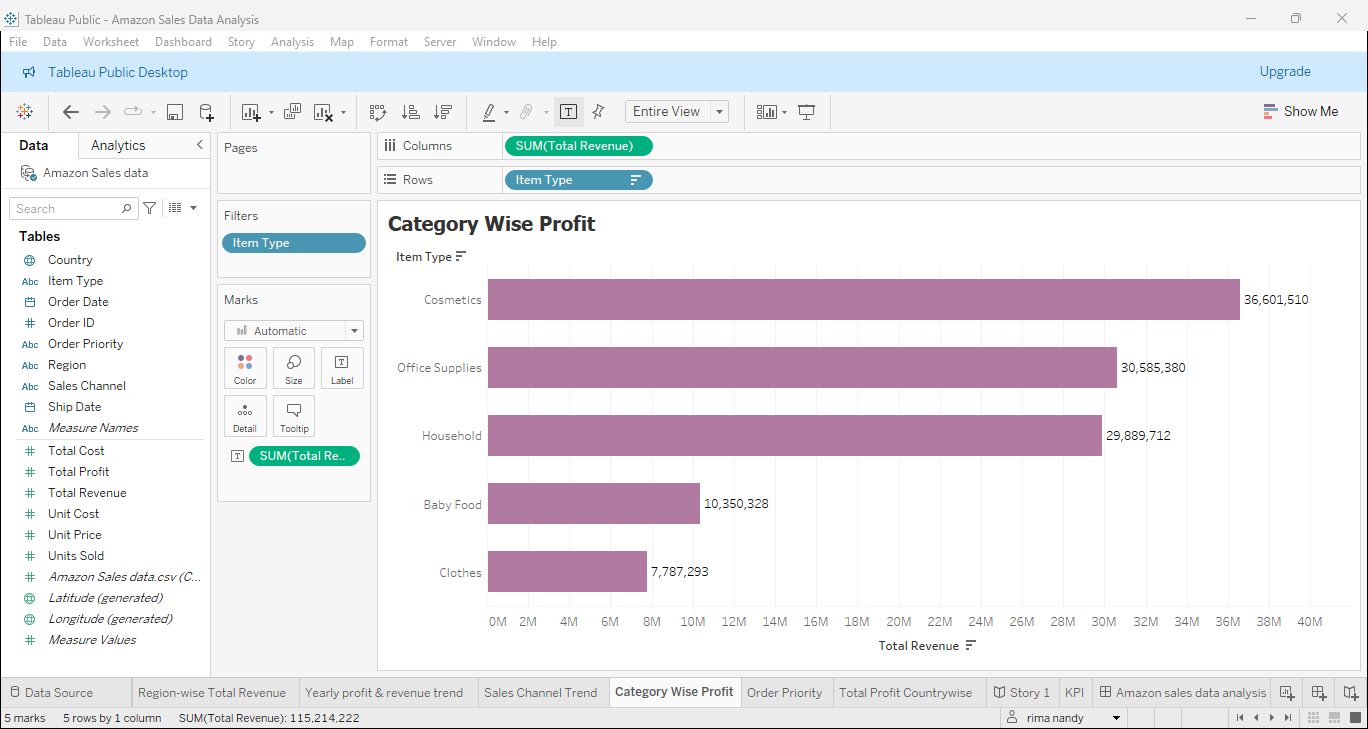 Tableau Public - Amazon Sales Data Analysis
File Data Worksheet Dashboard Story Analysis Map Format Server Window Help
Tableau Public Desktop Upgrade
Entire View Show Me
Data Analytics
Amazon Sales data
Search
Tables
Country
Abc Item Type
Order Date
Order ID
Abc Order Priority
Abc Region
Abc Sales Channel
Ship Date
Abc Measure Names
Total Cost
Total Profit
Total Revenue
Unit Cost
Unit Price
Units Sold
Amazon Sales data.csv (C...
Latitude (generated)
Longitude (generated)
Measure Values
Pages
Filters
Item Type
Marks
Automatic
Color Size Label
Detail Tooltip
T SUM(Total Re..
Columns SUM(Total Revenue)
Rows Item Type
Category Wise Profit
Item Type
Cosmetics 36,601,510
Office Supplies 30,585,380
Household 29,889,712
Baby Food 10,350,328
Clothes 7,787,293
0M 2M 4M 6M 8M 10M 12M 14M 16M 18M 20M 22M 24M 26M 28M 30M 32M 34M 36M 38M 40M
Total Revenue
Data Source Region-wise Total Revenue Yearly profit & revenue trend Sales Channel Trend Category Wise Profit Order Priority Total Profit Countrywise Story 1 KPI Amazon sales data analysis
5 marks 5 rows by 1 column SUM(Total Revenue): 115,214,222 rima nandy